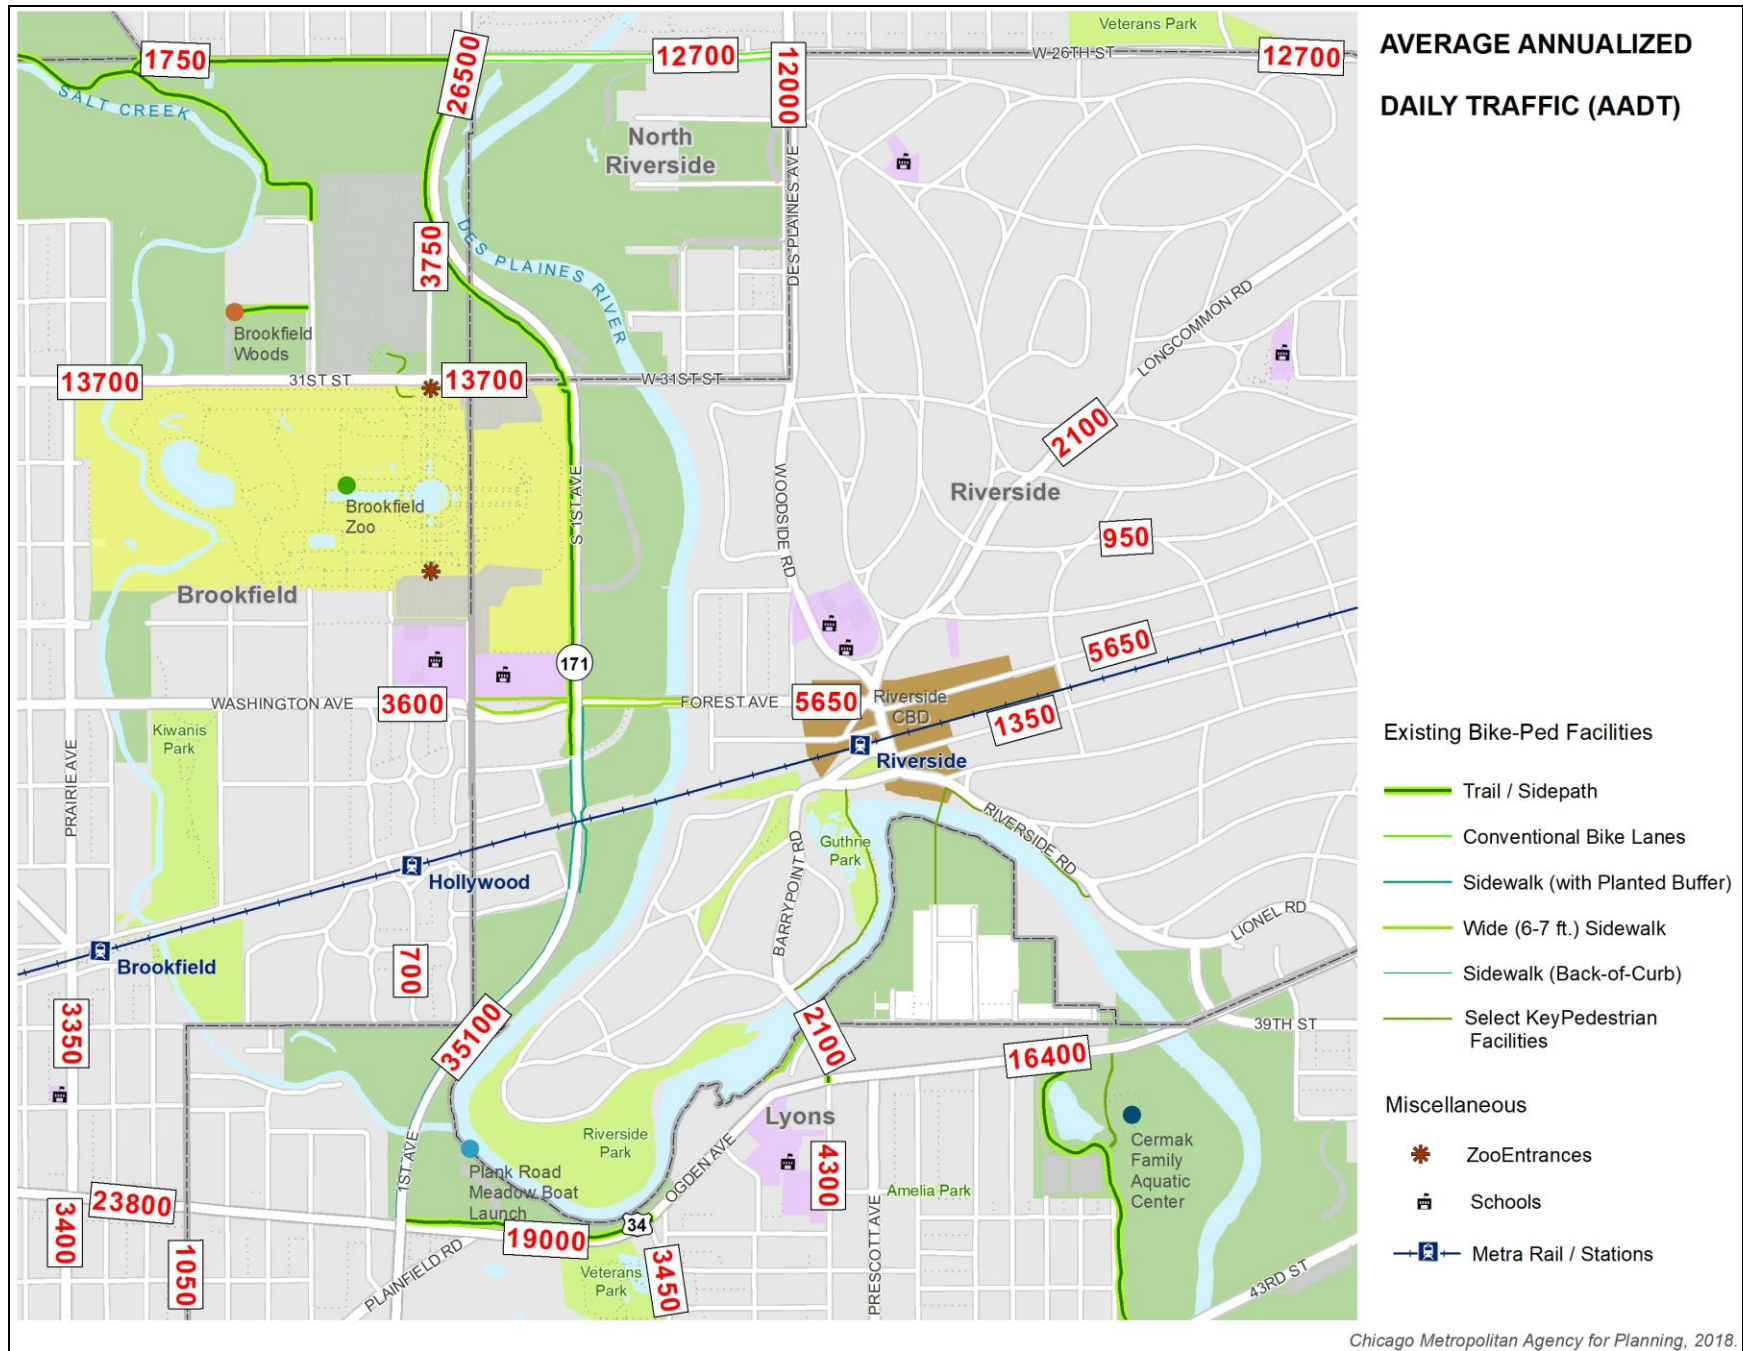 AVERAGE ANNUALIZED
DAILY TRAFFIC (AADT)
Veterans Park
1750
26500
12700
12000
W 26TH ST
12700
SALT CREEK
North
Riverside
DES PLAINES AVE
3750
DES PLAINES RIVER
Brookfield
Woods
LONGCOMMON RD
13700
31ST ST
13700
W 31ST ST
2100
Brookfield
Zoo
S 1ST AVE
WOODSIDE RD
Riverside
950
Brookfield
171
5650
WASHINGTON AVE
3600
FOREST AVE
5650
Riverside
CBD
1350
Kiwanis
Park
Riverside
PRAIRIE AVE
Hollywood
Guthrie
Park
BARRYPOINT RD
RIVERSIDE RD
LIONEL RD
Brookfield
700
3350
35100
2100
39TH ST
16400
Lyons
Riverside
Park
1ST AVE
Plank Road
Meadow Boat
Launch
OGDEN AVE
4300
Amelia Park
PRESCOTT AVE
Cermak
Family
Aquatic
Center
23800
3400
1050
19000
34
PLAINFIELD RD
Veterans
Park
3450
43RD ST
Existing Bike-Ped Facilities
Trail / Sidepath
Conventional Bike Lanes
Sidewalk (with Planted Buffer)
Wide (6-7 ft.) Sidewalk
Sidewalk (Back-of-Curb)
Select KeyPedestrian
Facilities
Miscellaneous
ZooEntrances
Schools
Metra Rail / Stations
Chicago Metropolitan Agency for Planning, 2018.